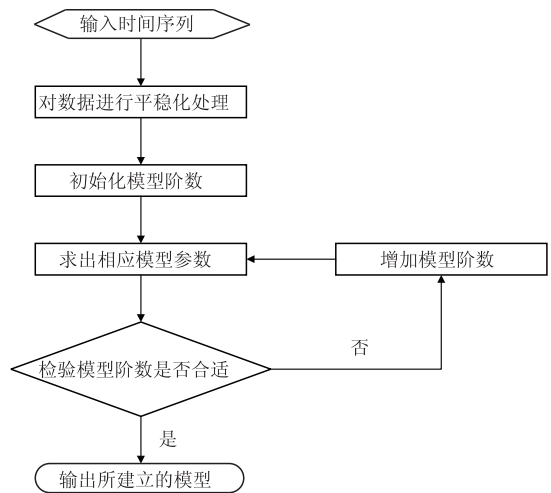 输入时间序列
对数据进行平稳化处理
初始化模型阶数
求出相应模型参数
增加模型阶数
否
检验模型阶数是否合适
是
输出所建立的模型